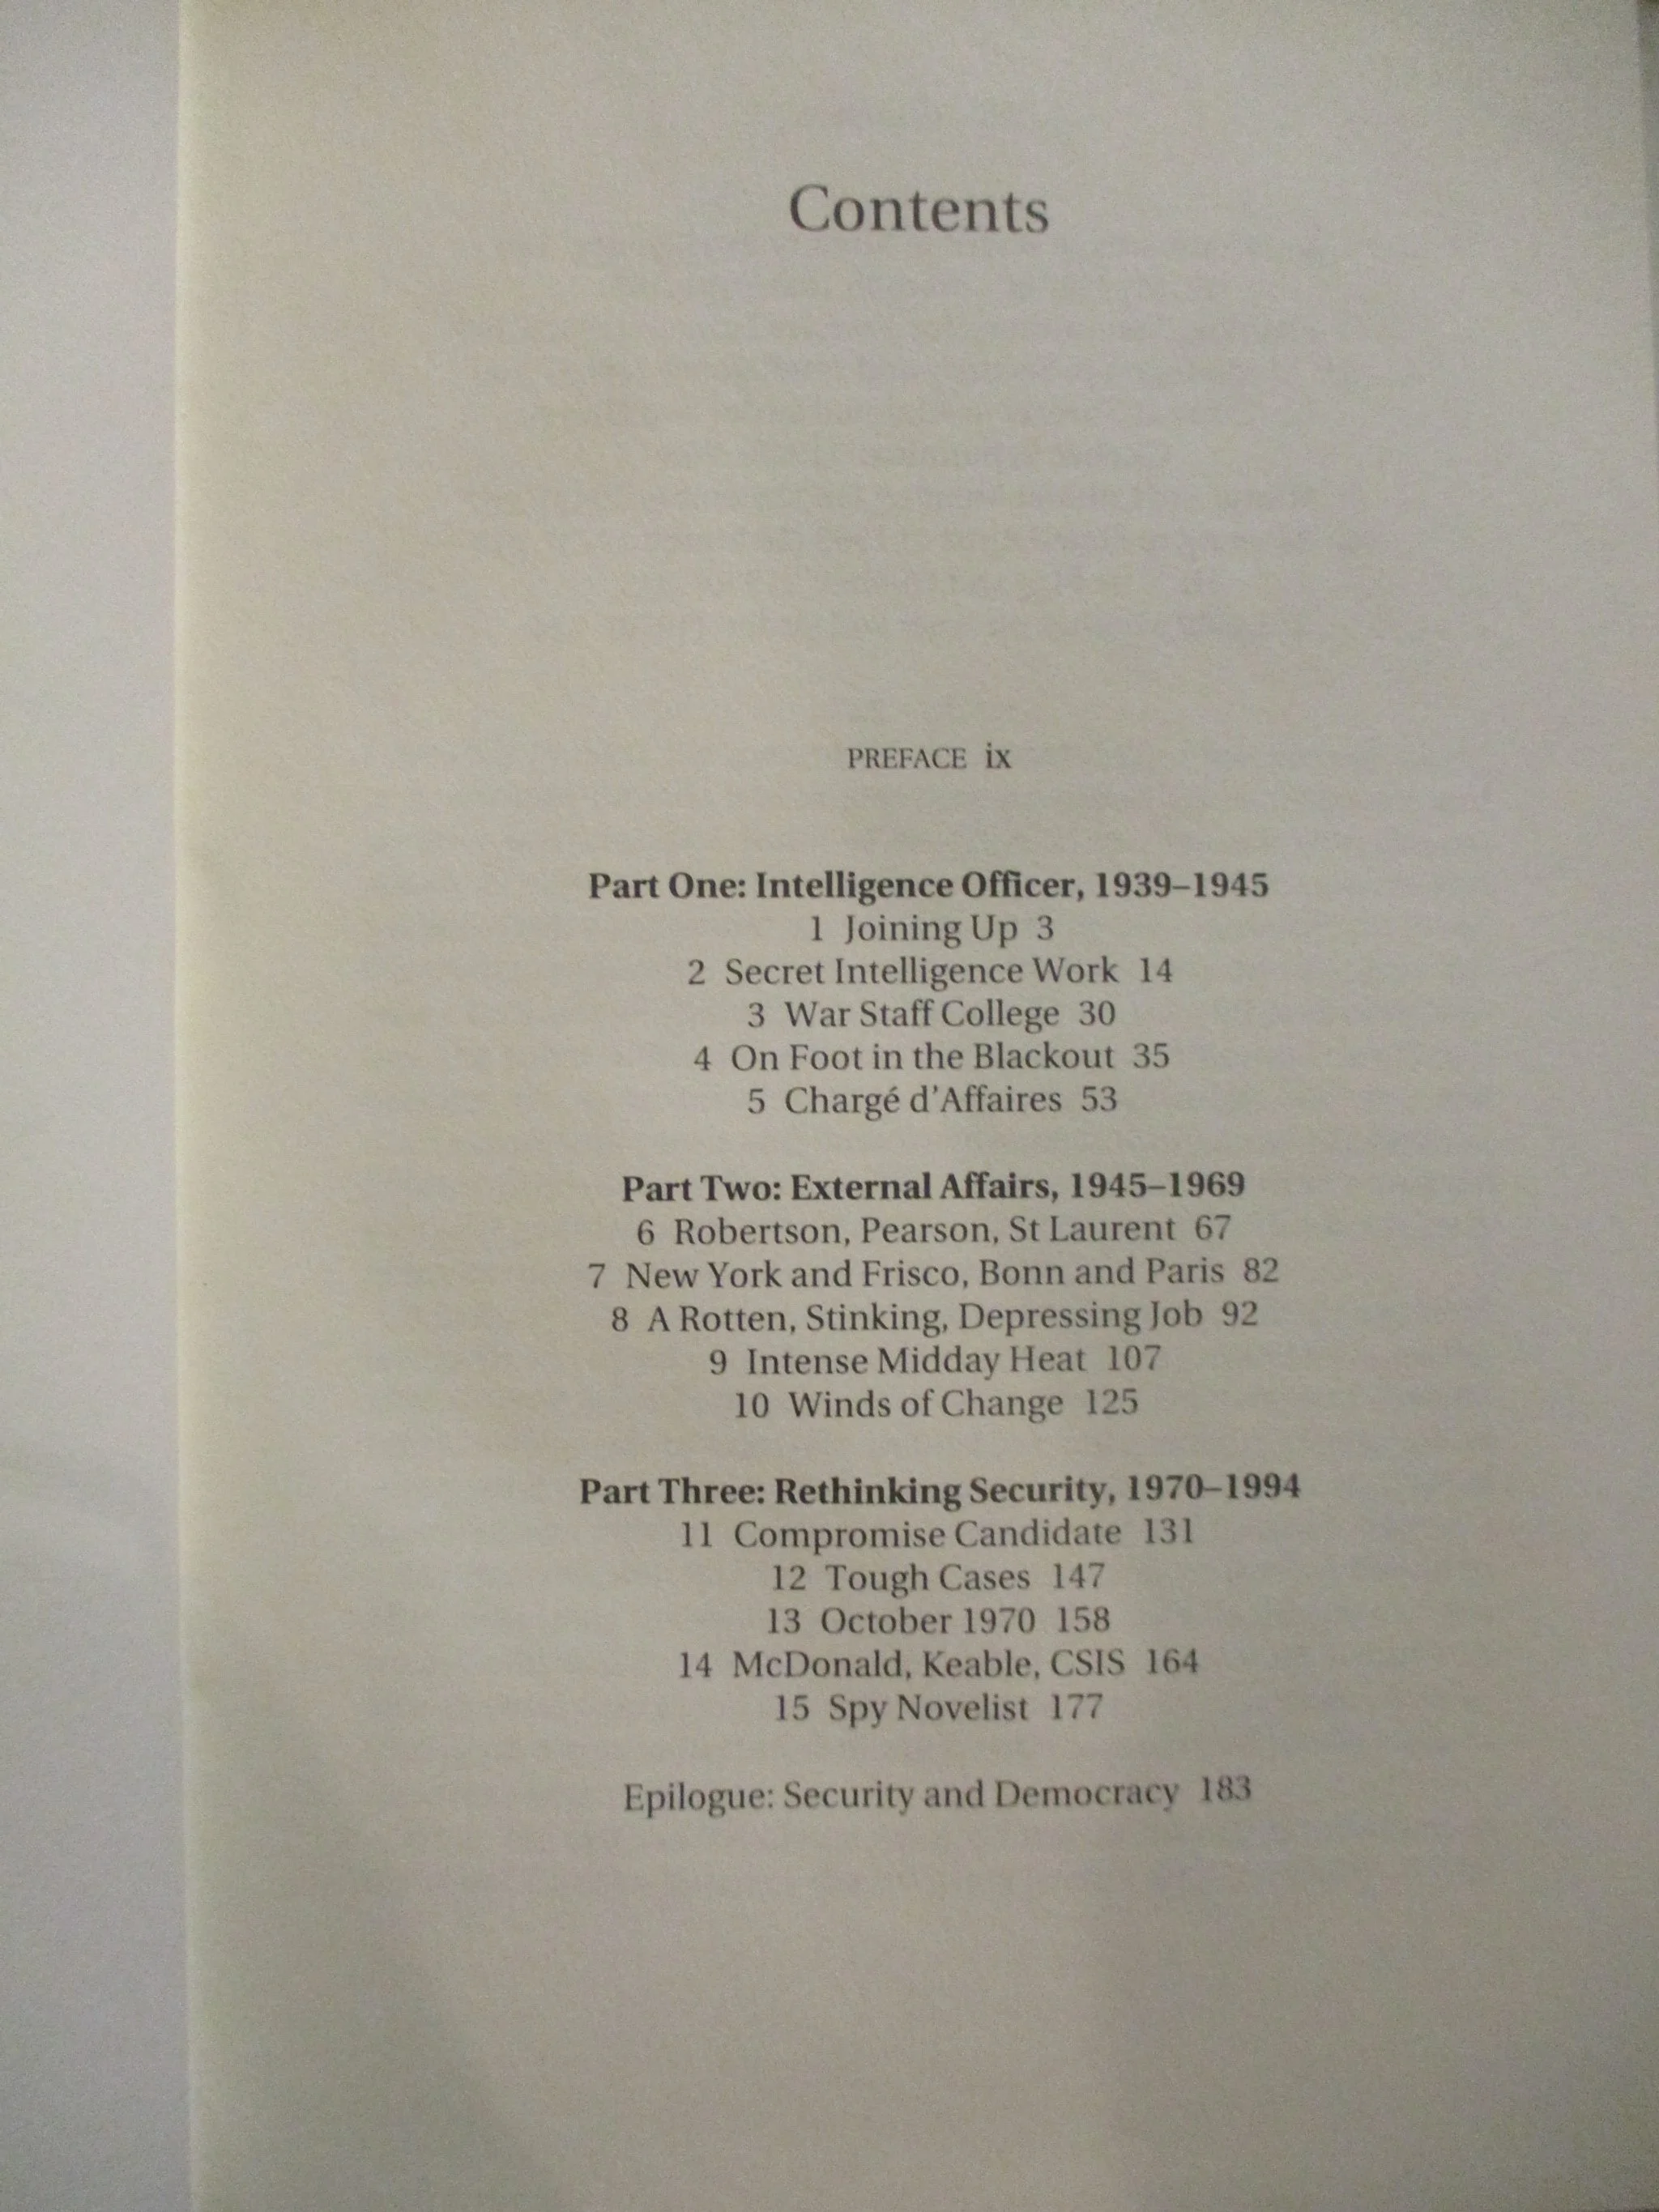 Contents
PREFACE ix
Part One: Intelligence Officer, 1939–1945
1 Joining Up 3
2 Secret Intelligence Work 14
3 War Staff College 30
4 On Foot in the Blackout 35
5 Chargé d'Affaires 53
Part Two: External Affairs, 1945–1969
6 Robertson, Pearson, St Laurent 67
7 New York and Frisco, Bonn and Paris 82
8 A Rotten, Stinking, Depressing Job 92
9 Intense Midday Heat 107
10 Winds of Change 125
Part Three: Rethinking Security, 1970–1994
11 Compromise Candidate 131
12 Tough Cases 147
13 October 1970 158
14 McDonald, Keable, CSIS 164
15 Spy Novelist 177
Epilogue: Security and Democracy 183